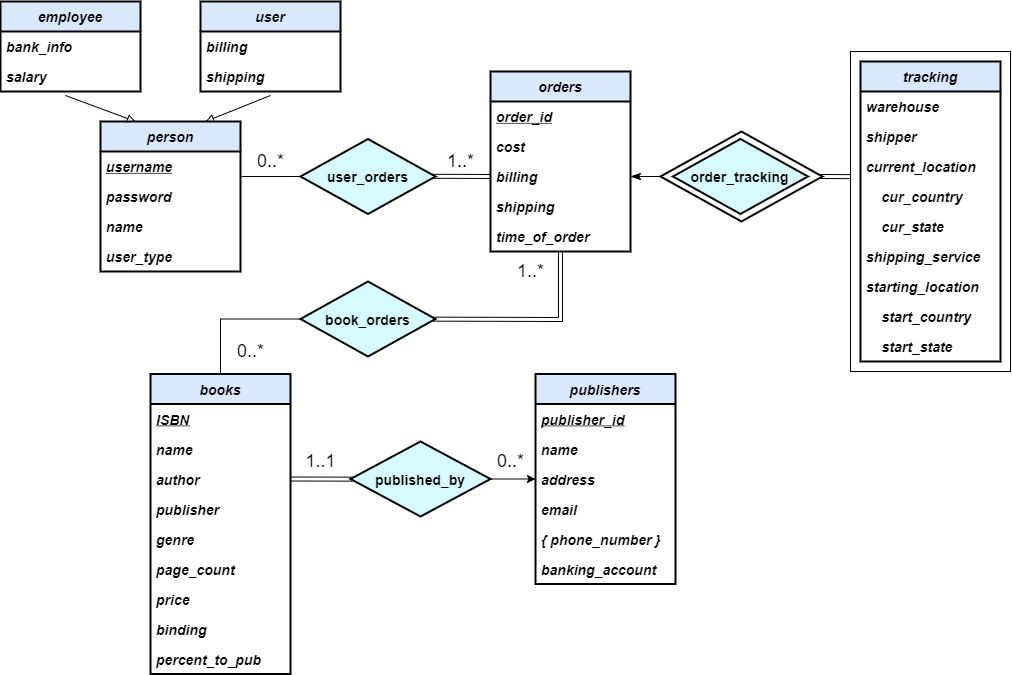 employee
bank_info
salary
user
billing
shipping
person
username
password
name
user_type
0..*
user_orders
1..*
orders
order_id
cost
billing
shipping
time_of_order
order_tracking
tracking
warehouse
shipper
current_location
cur_country
cur_state
shipping_service
starting_location
start_country
start_state
1..*
book_orders
0..*
books
ISBN
name
author
publisher
genre
page_count
price
binding
percent_to_pub
1..1
published_by
0..*
publishers
publisher_id
name
address
email
{ phone_number }
banking_account